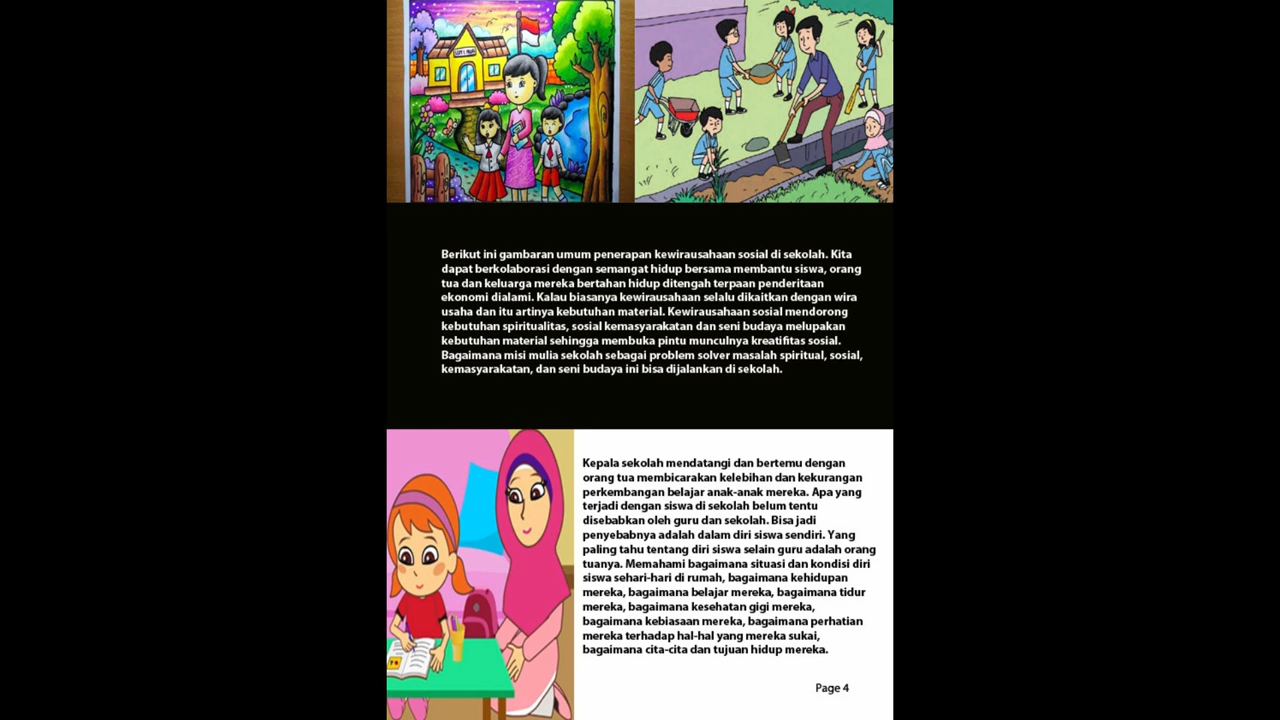 Berikut ini gambaran umum penerapan kewirausahaan sosial di sekolah. Kita
dapat berkolaborasi dengan semangat hidup bersama membantu siswa, orang
tua dan keluarga mereka bertahan hidup ditengah terpaan penderitaan
ekonomi dialami. Kalau biasanya kewirausahaan selalu dikaitkan dengan wira
usaha dan itu artinya kebutuhan material. Kewirausahaan sosial mendorong
kebutuhan spiritualitas, sosial kemasyarakatan dan seni budaya melupakan
kebutuhan material sehingga membuka pintu munculnya kreatifitas sosial.
Bagaimana misi mulia sekolah sebagai problem solver masalah spiritual, sosial,
kemasyarakatan, dan seni budaya ini bisa dijalankan di sekolah.
Kepala sekolah mendatangi dan bertemu dengan
orang tua membicarakan kelebihan dan kekurangan
perkembangan belajar anak-anak mereka. Apa yang
terjadi dengan siswa di sekolah belum tentu
disebabkan oleh guru dan sekolah. Bisa jadi
penyebabnya adalah dalam diri siswa sendiri. Yang
paling tahu tentang diri siswa selain guru adalah orang
tuanya. Memahami bagaimana situasi dan kondisi diri
siswa sehari-hari di rumah, bagaimana kehidupan
mereka, bagaimana belajar mereka, bagaimana tidur
mereka, bagaimana kesehatan gigi mereka,
bagaimana kebiasaan mereka, bagaimana perhatian
mereka terhadap hal-hal yang mereka sukai,
bagaimana cita-cita dan tujuan hidup mereka.
Page 4